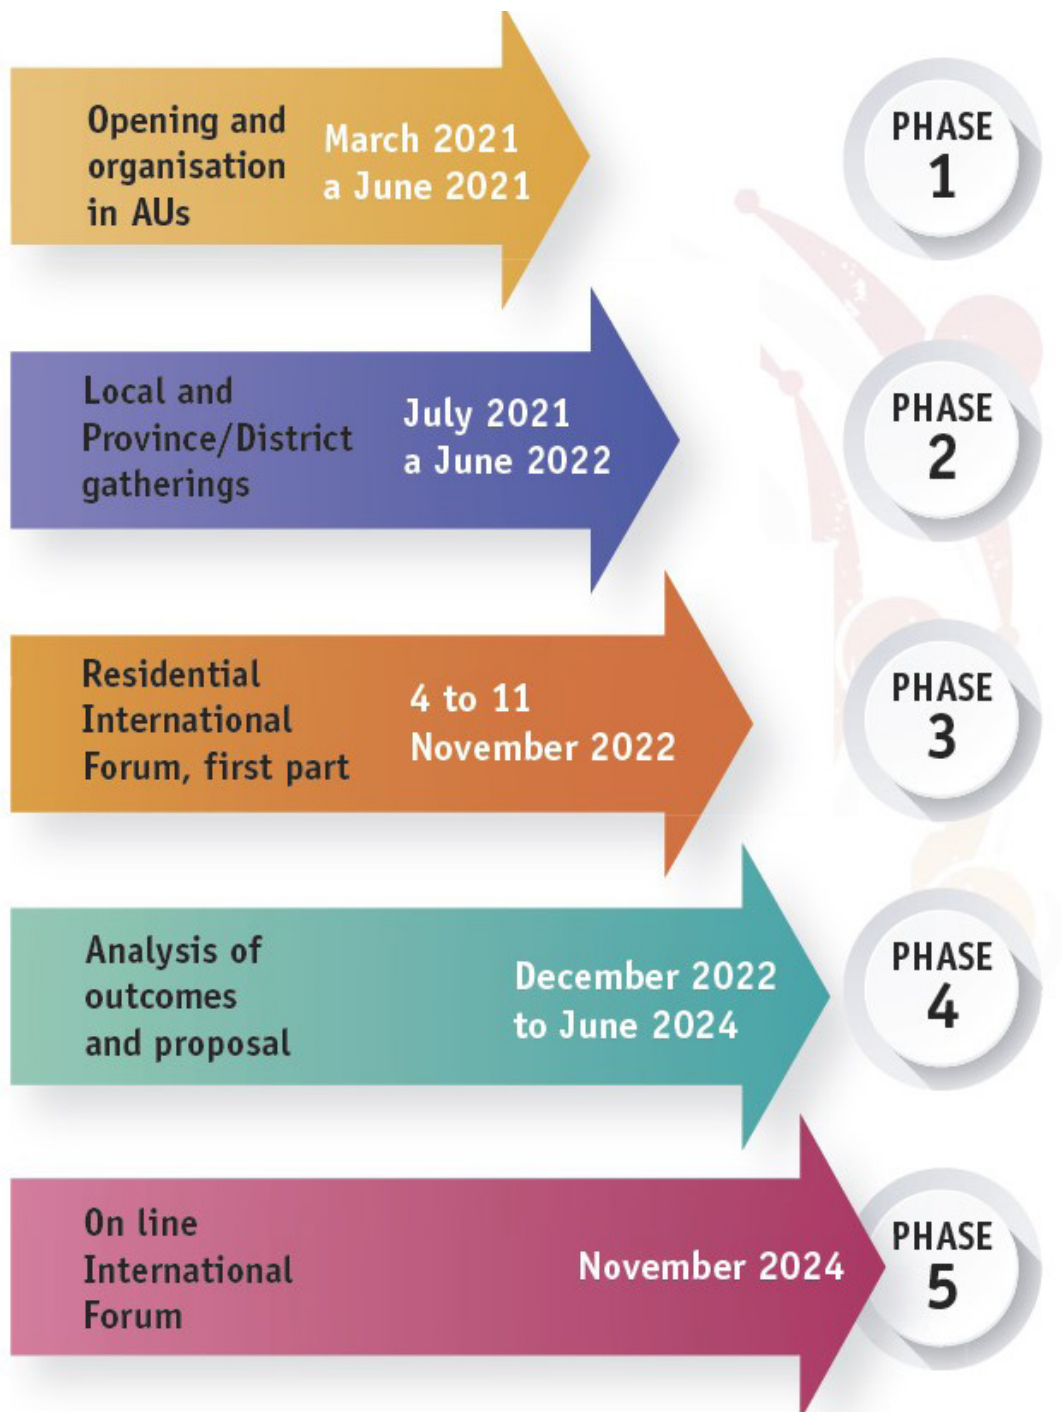 Opening and
organisation
in AUs
March 2021
a June 2021
PHASE
1
Local and
Province/District
gatherings
July 2021
a June 2022
PHASE
2
Residential
International
Forum, first part
4 to 11
November 2022
PHASE
3
Analysis of
outcomes
and proposal
December 2022
to June 2024
PHASE
4
On line
International
Forum
November 2024
PHASE
5